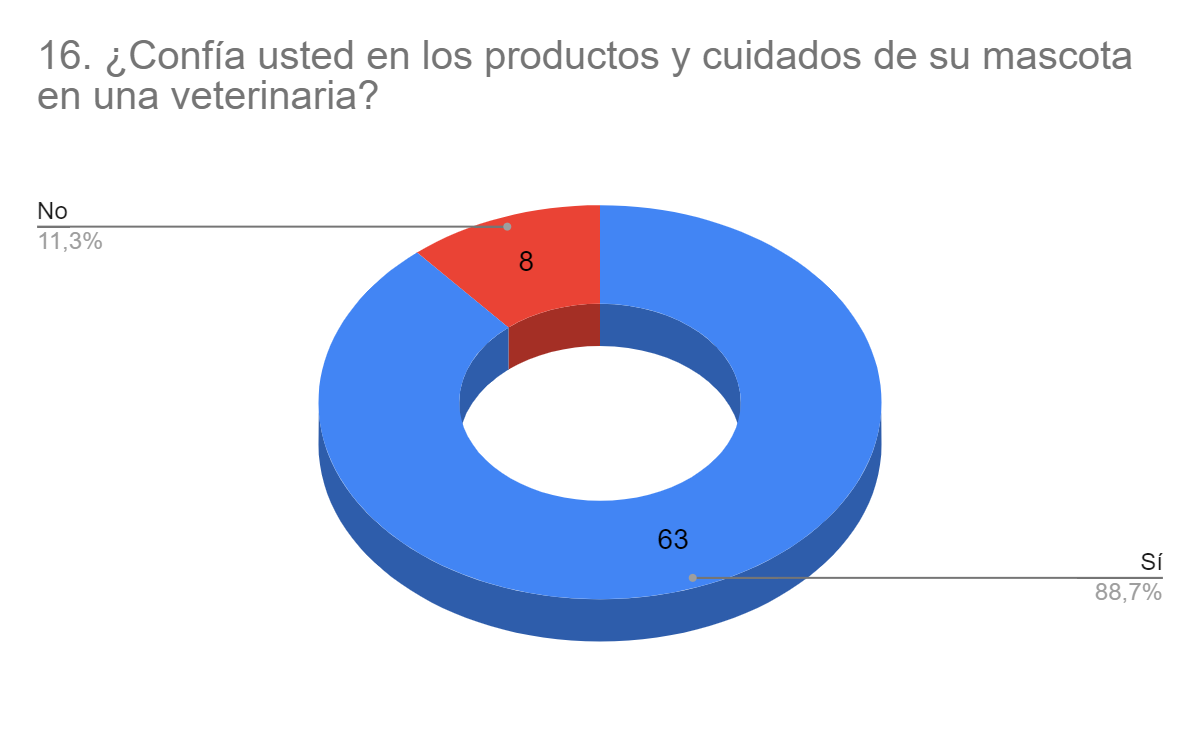 16. ¿Confía usted en los productos y cuidados de su mascota
en una veterinaria?
No
11,3%
8
63
Sí
88,7%